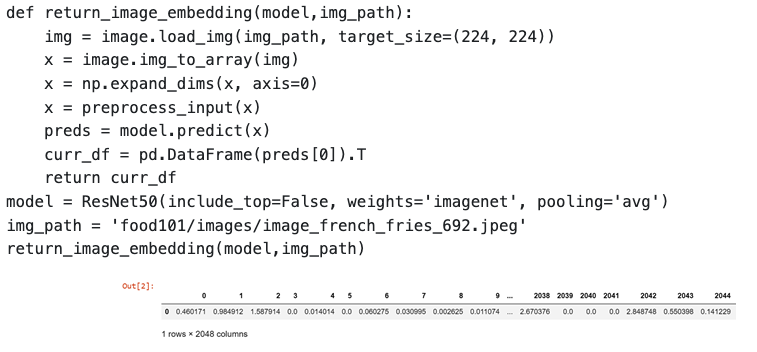 def return_image_embedding(model,img_path):
    img = image.load_img(img_path, target_size=(224, 224))
    x = image.img_to_array(img)
    x = np.expand_dims(x, axis=0)
    x = preprocess_input(x)
    preds = model.predict(x)
    curr_df = pd.DataFrame(preds[0]).T
    return curr_df
model = ResNet50(include_top=False, weights='imagenet', pooling='avg')
img_path = 'food101/images/image_french_fries_692.jpeg'
return_image_embedding(model,img_path)
Out[2]:
0 1 2 3 4 5 6 7 8 9 ... 2038 2039 2040 2041 2042 2043 2044
0 0.460171 0.984912 1.587914 0.0 0.014014 0.0 0.060275 0.030995 0.002625 0.011074 ... 2.670376 0.0 0.0 0.0 2.848748 0.550398 0.141229
1 rows × 2048 columns